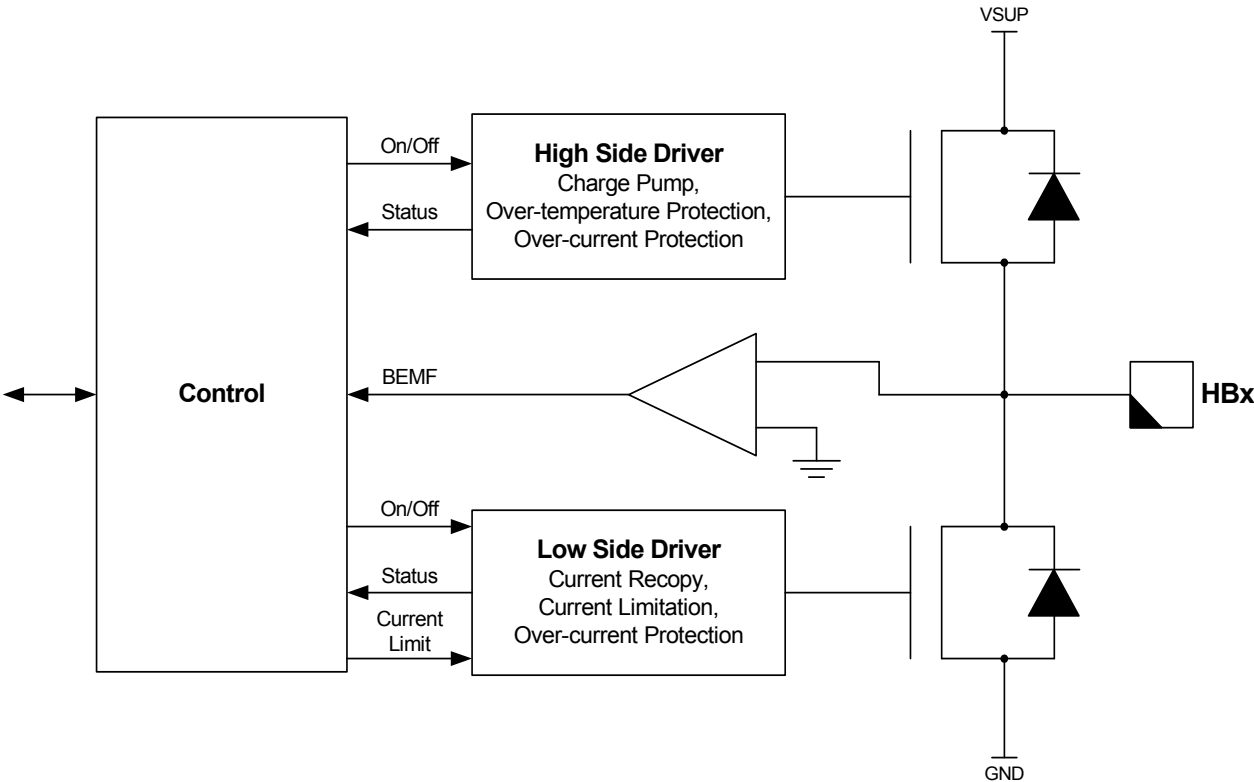 VSUP
On/Off
High Side Driver
Charge Pump,
Over-temperature Protection,
Over-current Protection
Status
BEMF
Control
HBx
On/Off
Low Side Driver
Current Recopy,
Current Limitation,
Over-current Protection
Status
Current
Limit
GND